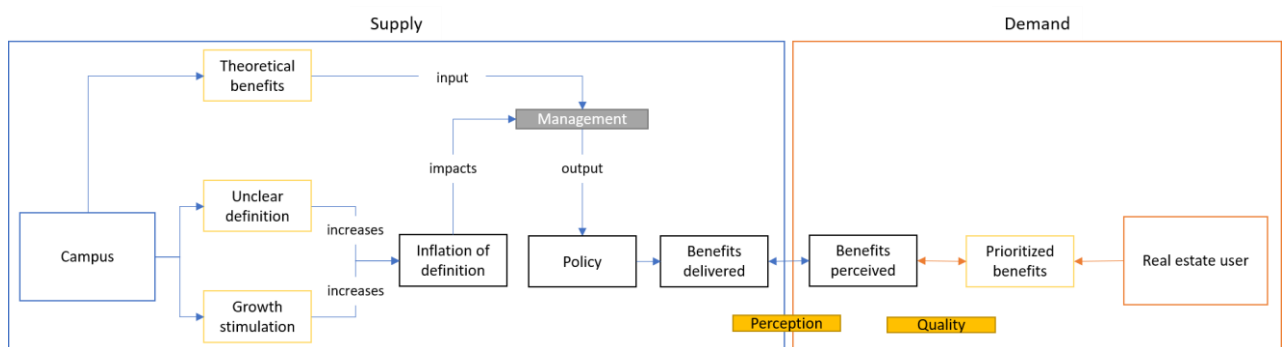 Supply
Demand
Theoretical
benefits
input
Management
impacts
output
Unclear
definition
increases
Campus
Inflation of
definition
Policy
Benefits
delivered
Benefits
perceived
Prioritized
benefits
Real estate user
increases
Growth
stimulation
Perception
Quality